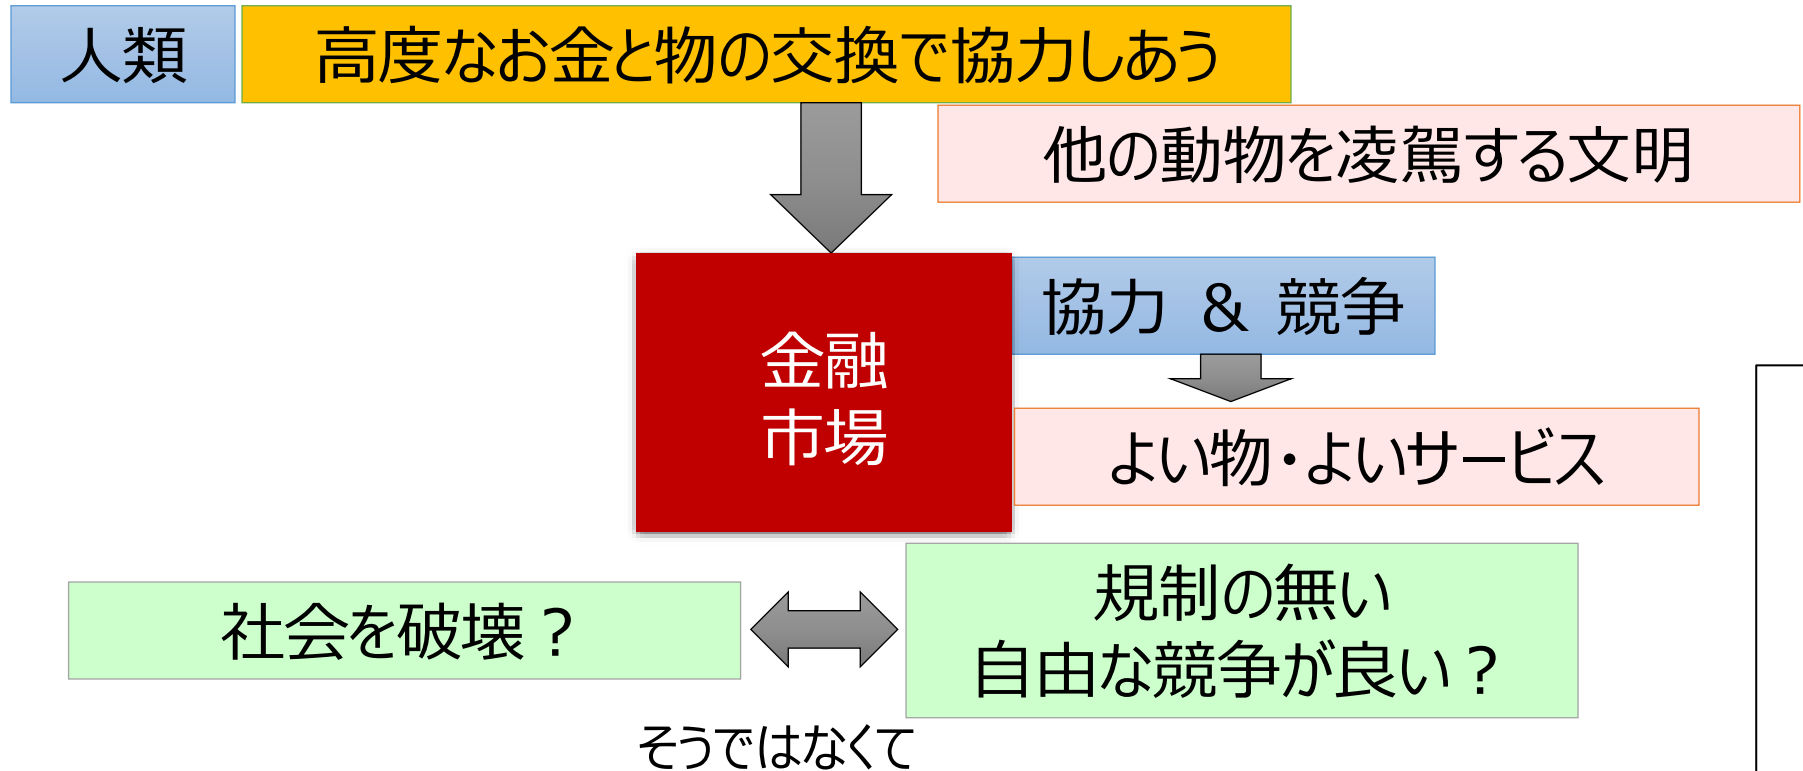 人類
高度なお金と物の交換で協力しあう
他の動物を凌駕する文明
金融
市場
協力 & 競争
よい物・よいサービス
社会を破壊？
規制の無い
自由な競争が良い？
そうではなくて